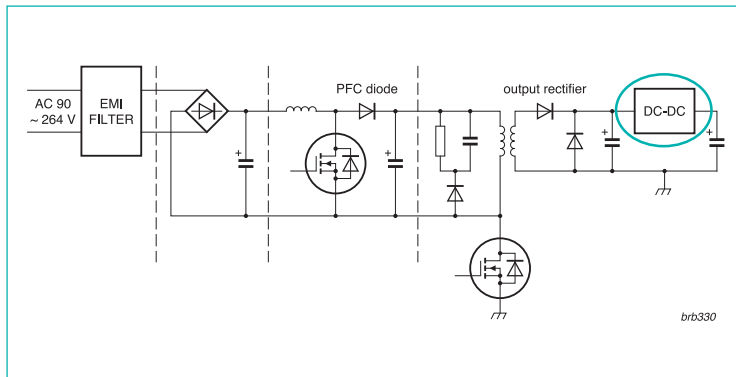 AC 90
~ 264 V
EMI
FILTER
PFC diode
output rectifier
DC-DC
+
+
+
+
brb330